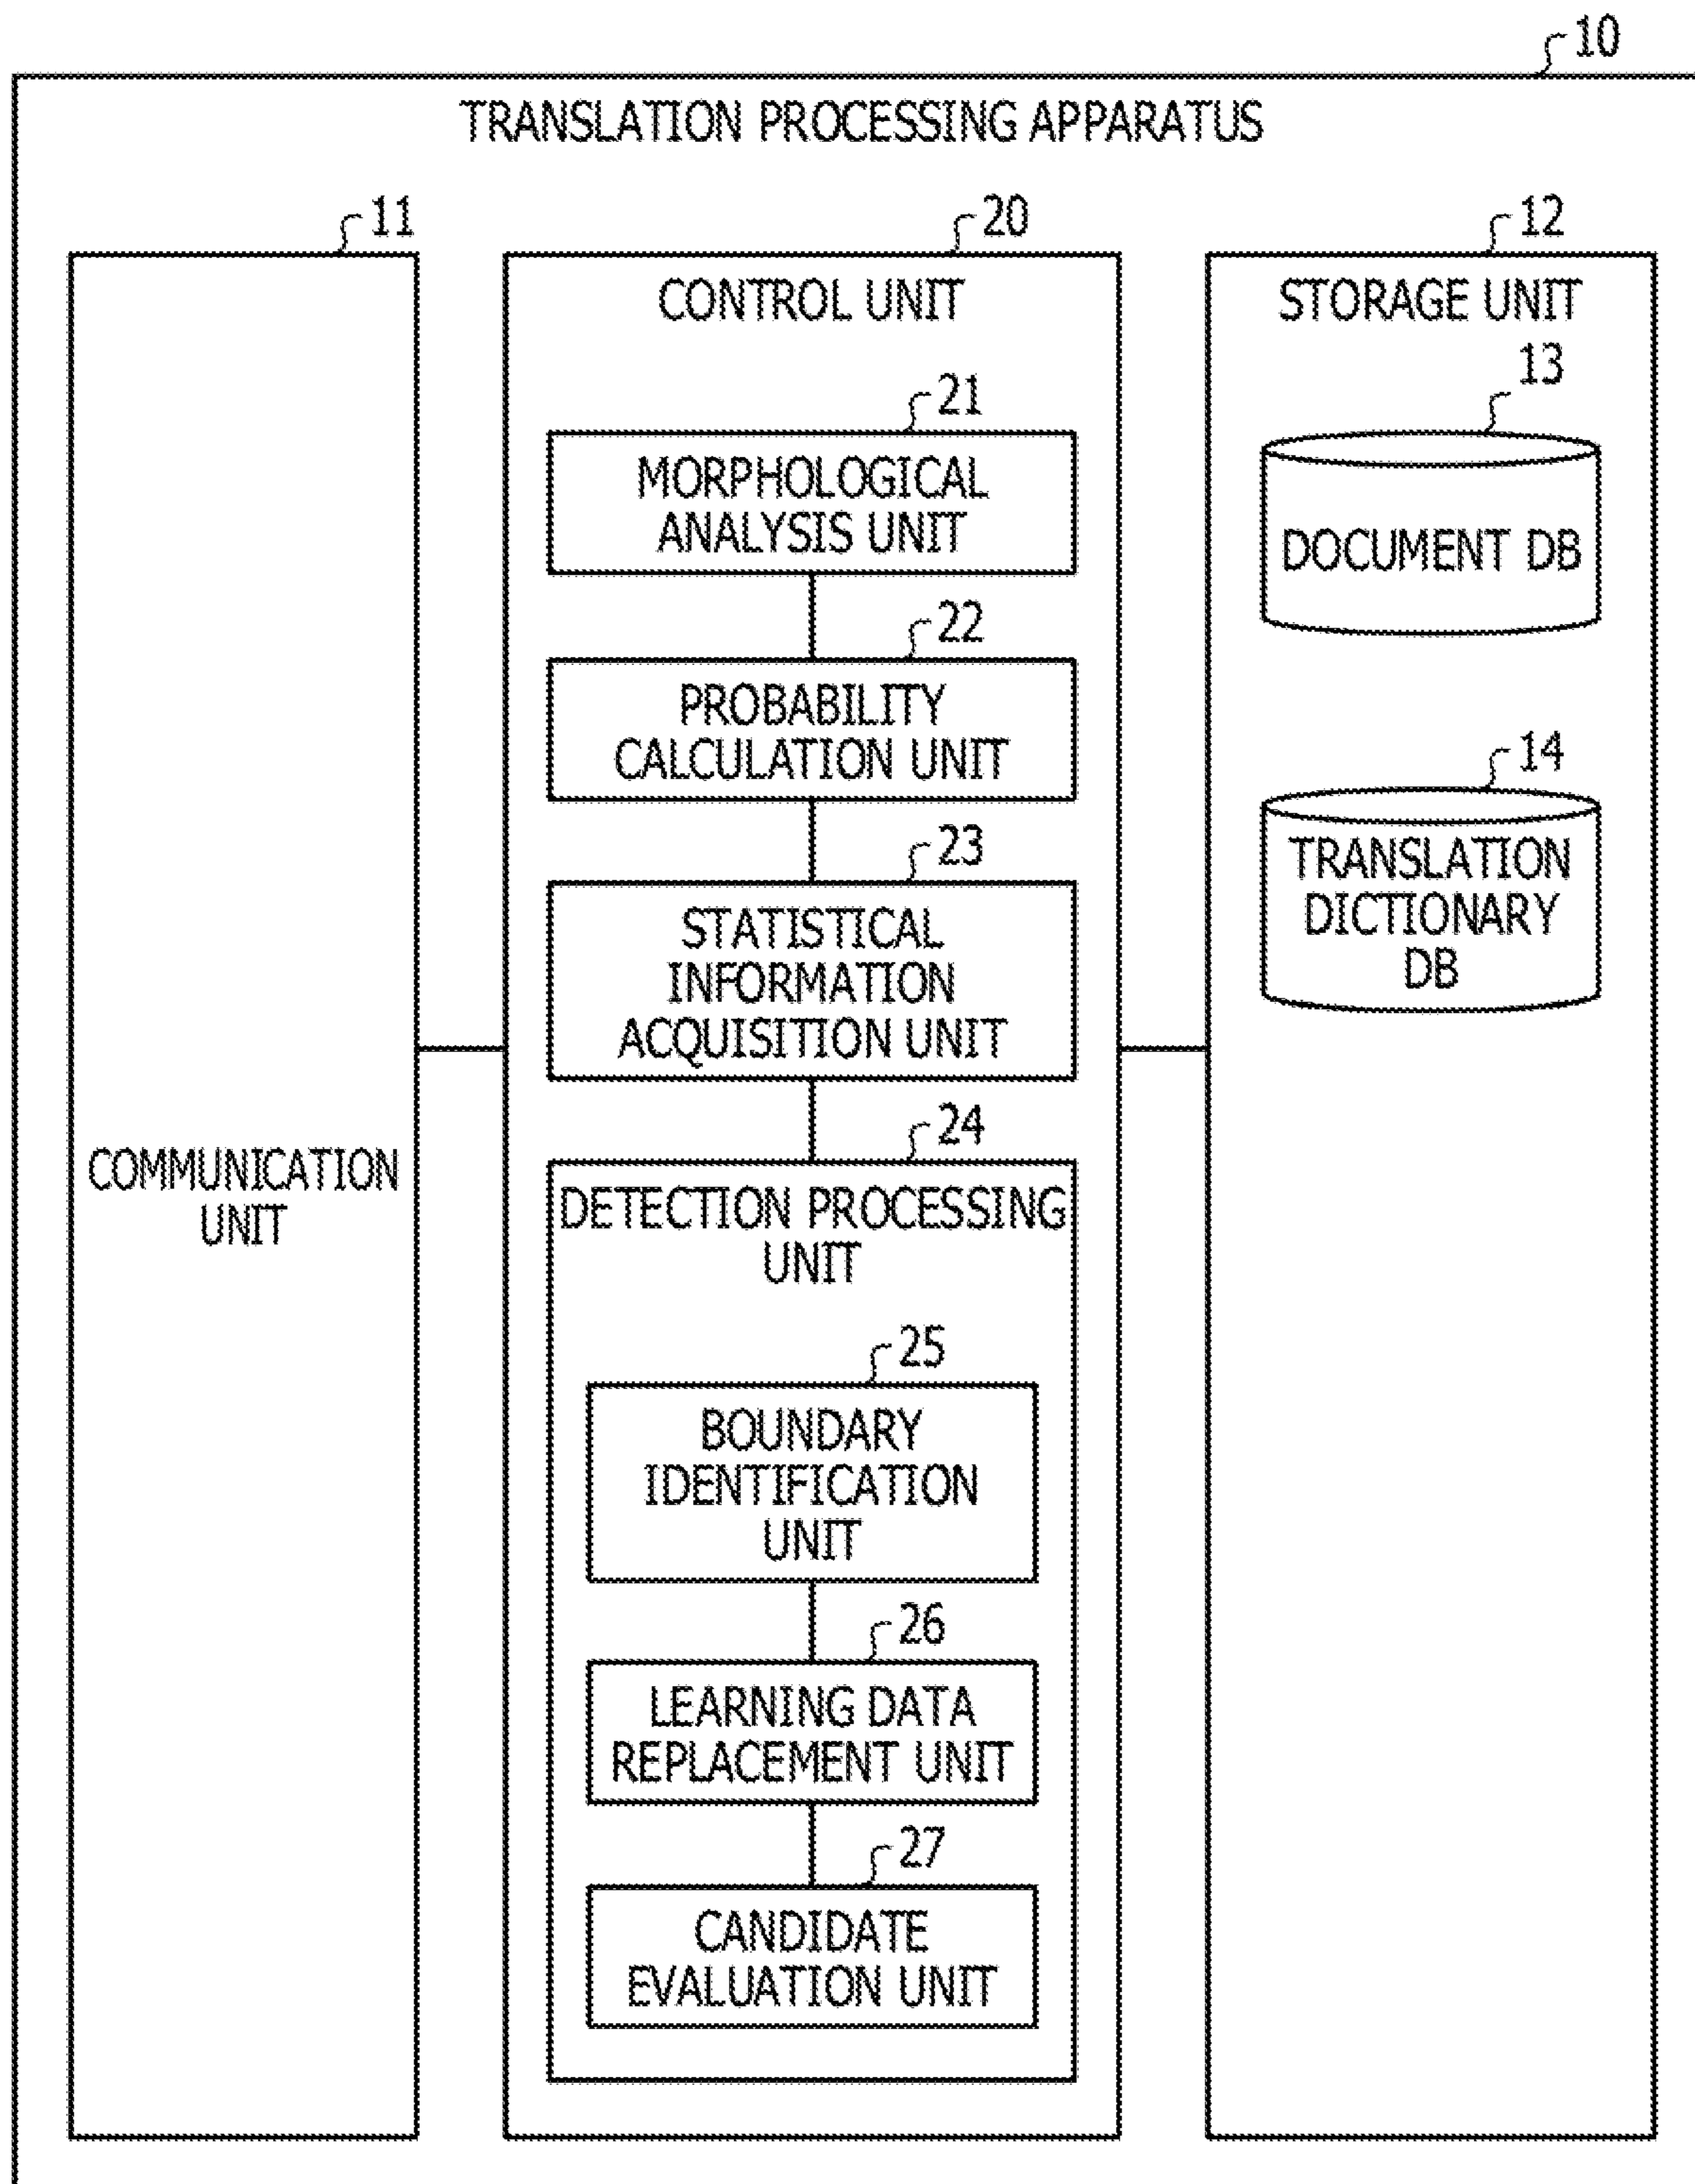 10
TRANSLATION PROCESSING APPARATUS
11
20
12
CONTROL UNIT
STORAGE UNIT
21
MORPHOLOGICAL
ANALYSIS UNIT
22
PROBABILITY
CALCULATION UNIT
23
STATISTICAL
INFORMATION
ACQUISITION UNIT
24
DETECTION PROCESSING
UNIT
25
BOUNDARY
IDENTIFICATION
UNIT
26
LEARNING DATA
REPLACEMENT UNIT
27
CANDIDATE
EVALUATION UNIT
COMMUNICATION
UNIT
13
DOCUMENT DB
14
TRANSLATION
DICTIONARY
DB